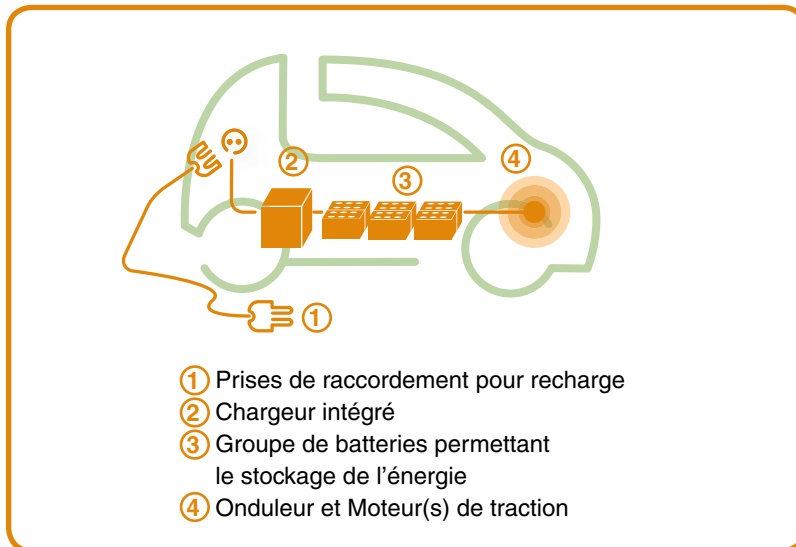 2
4
3
1
1 Prises de raccordement pour recharge
2 Chargeur intégré
3 Groupe de batteries permettant
le stockage de l'énergie
4 Onduleur et Moteur(s) de traction